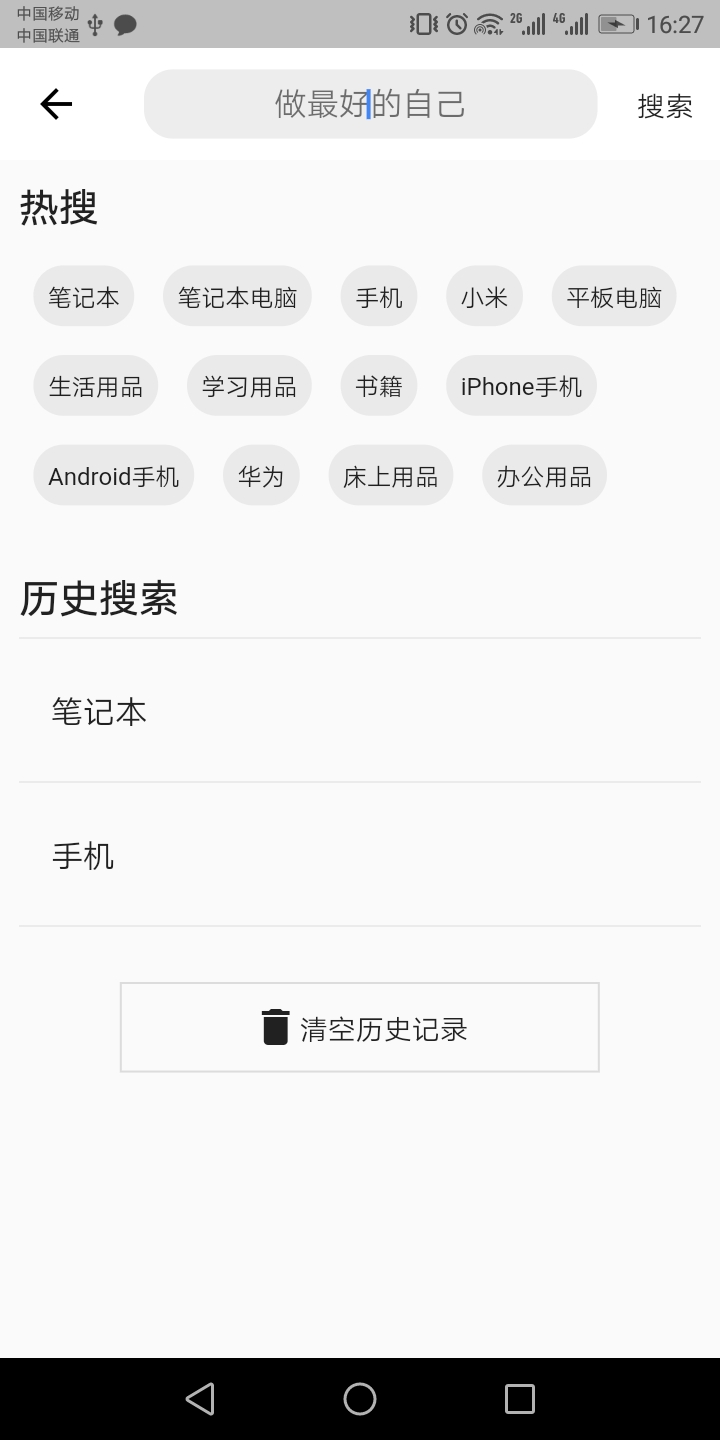 中国移动
中国联通
2G 4G 16:27
做最好的自己 搜索
热搜
笔记本 笔记本电脑 手机 小米 平板电脑
生活用品 学习用品 书籍 iPhone手机
Android手机 华为 床上用品 办公用品
历史搜索
笔记本
手机
清空历史记录